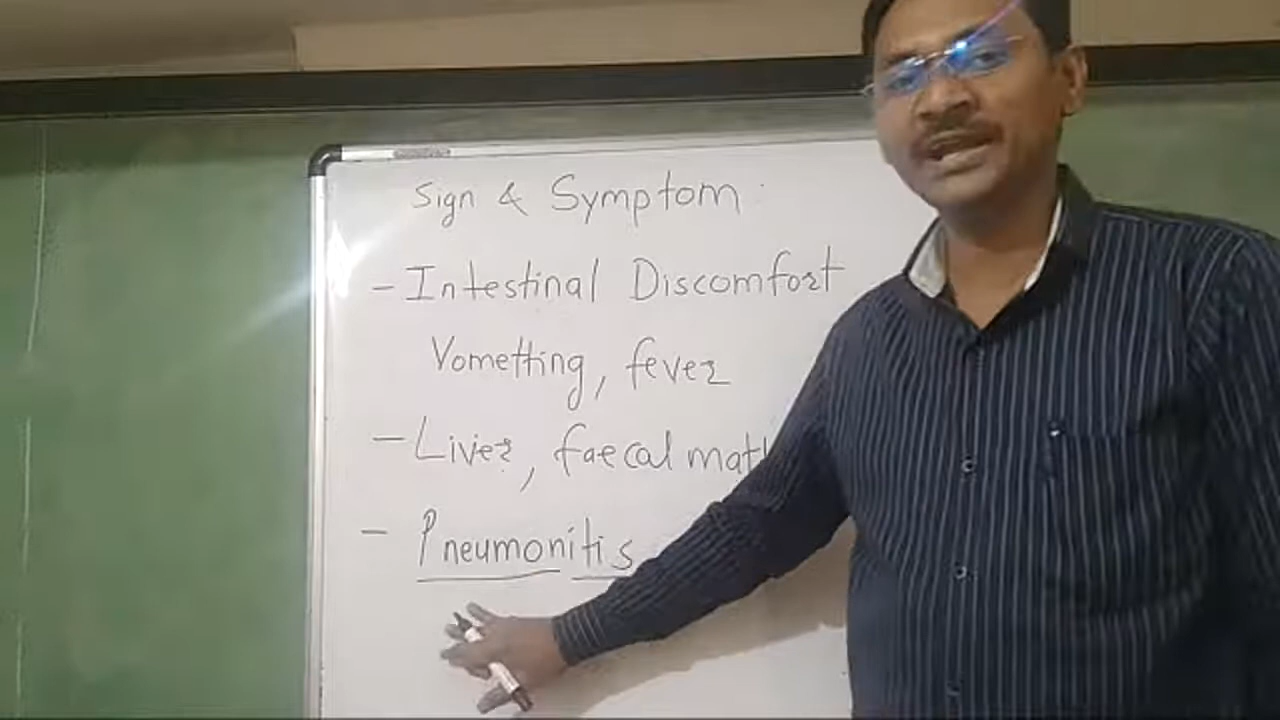 Sign & Symptom
- Intestinal Discomfort
Vometting, fever
- Liver, faecal
- Pneumonitis